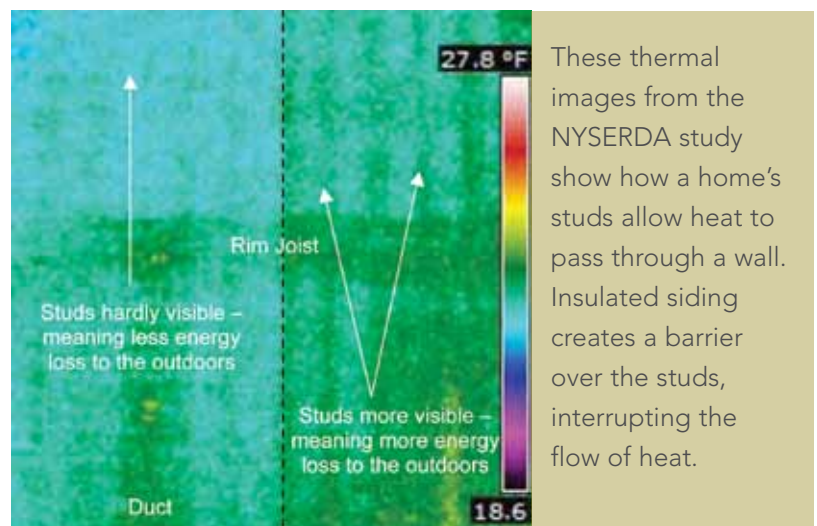 27.8 °F
Rim Joist
Studs hardly visible –
meaning less energy
loss to the outdoors
Studs more visible –
meaning more energy
loss to the outdoors
Duct
18.6
These thermal
images from the
NYSERDA study
show how a home’s
studs allow heat to
pass through a wall.
Insulated siding
creates a barrier
over the studs,
interrupting the
flow of heat.